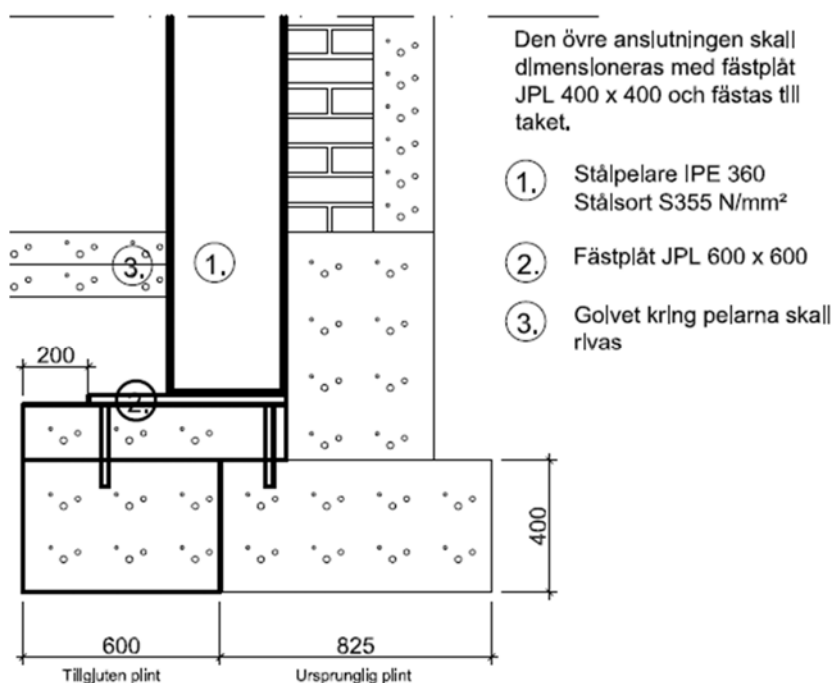 Den övre anslutningen skall
dimensioneras med fästplåt
JPL 400 x 400 och fästas till
taket.
1. Stålpelare IPE 360
Stålsort S355 N/mm²
2. Fästplåt JPL 600 x 600
3. Golvet kring pelarna skall
rivas
3.
1.
200
2.
400
600
825
Tillgjuten plint
Ursprunglig plint